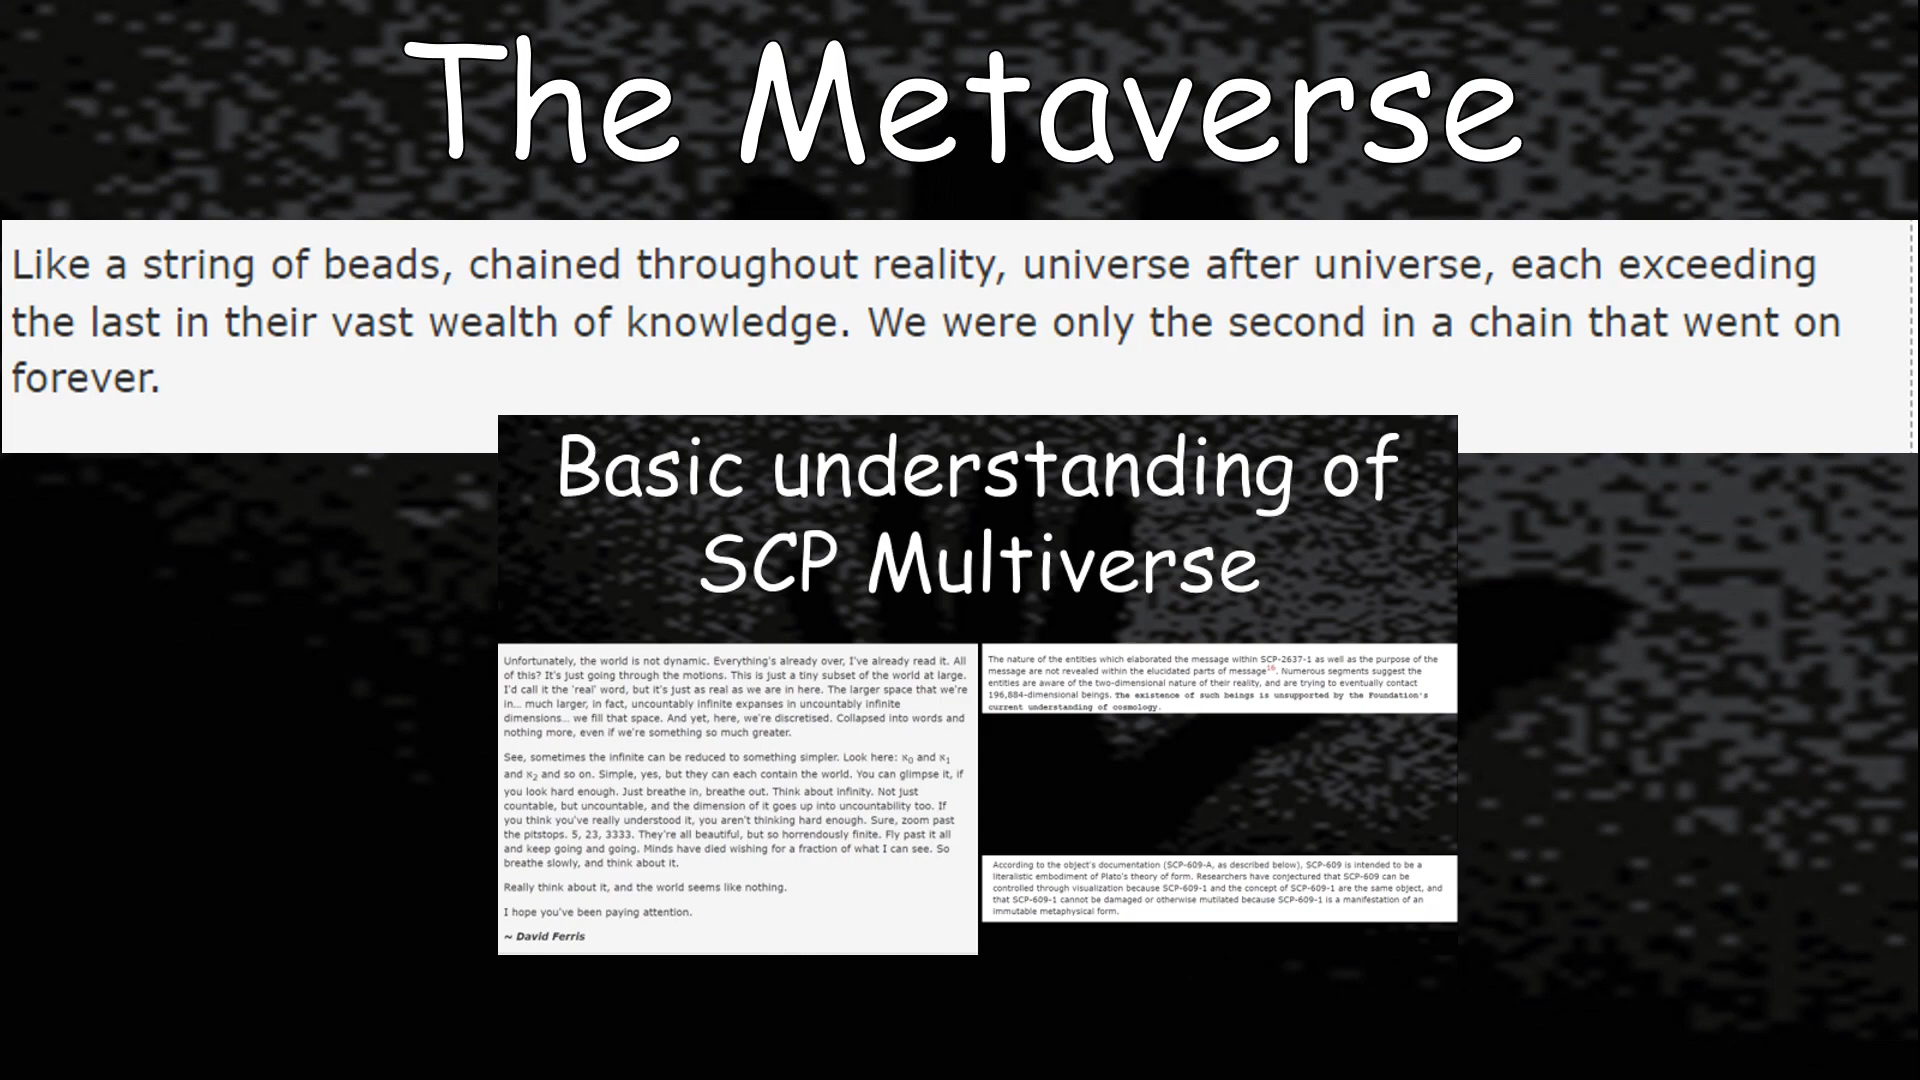 The Metaverse
Like a string of beads, chained throughout reality, universe after universe, each exceeding
the last in their vast wealth of knowledge. We were only the second in a chain that went on
forever.
Basic understanding of
SCP Multiverse
Unfortunately, the world is not dynamic. Everything's already over, I've already read it. All
of this? It's just going through the motions. This is just a tiny subset of the world at large.
I'd call it the 'real' word, but it's just as real as we are in here. The larger space that we're
in... much larger, in fact, uncountably infinite expanses in uncountably infinite
dimensions... we fill that space. And yet, here, we're discretised. Collapsed into words and
nothing more, even if we're something so much greater.
See, sometimes the infinite can be reduced to something simpler. Look here: ℵ0 and ℵ1
and ℵ2 and so on. Simple, yes, but they can each contain the world. You can glimpse it, if
you look hard enough. Just breathe in, breathe out. Think about infinity. Not just
countable, but uncountable, and the dimension of it goes up into uncountability too. If
you think you've really understood it, you aren't thinking hard enough. Sure, zoom past
the pitstops. 5, 23, 3333. They're all beautiful, but so horrendously finite. Fly past it all
and keep going and going. Minds have died wishing for a fraction of what I can see. So
breathe slowly, and think about it.
Really think about it, and the world seems like nothing.
I hope you've been paying attention.
~ David Ferris
The nature of the entities which elaborated the message within SCP-2637-1 as well as the purpose of the
message are not revealed within the elucidated parts of message16. Numerous segments suggest the
entities are aware of the two-dimensional nature of their reality, and are trying to eventually contact
196,884-dimensional beings. The existence of such beings is unsupported by the Foundation's
current understanding of cosmology.
According to the object's documentation (SCP-609-A, as described below), SCP-609 is intended to be a
literalistic embodiment of Plato's theory of form. Researchers have conjectured that SCP-609 can be
controlled through visualization because SCP-609-1 and the concept of SCP-609-1 are the same object, and
that SCP-609-1 cannot be damaged or otherwise mutilated because SCP-609-1 is a manifestation of an
immutable metaphysical form.